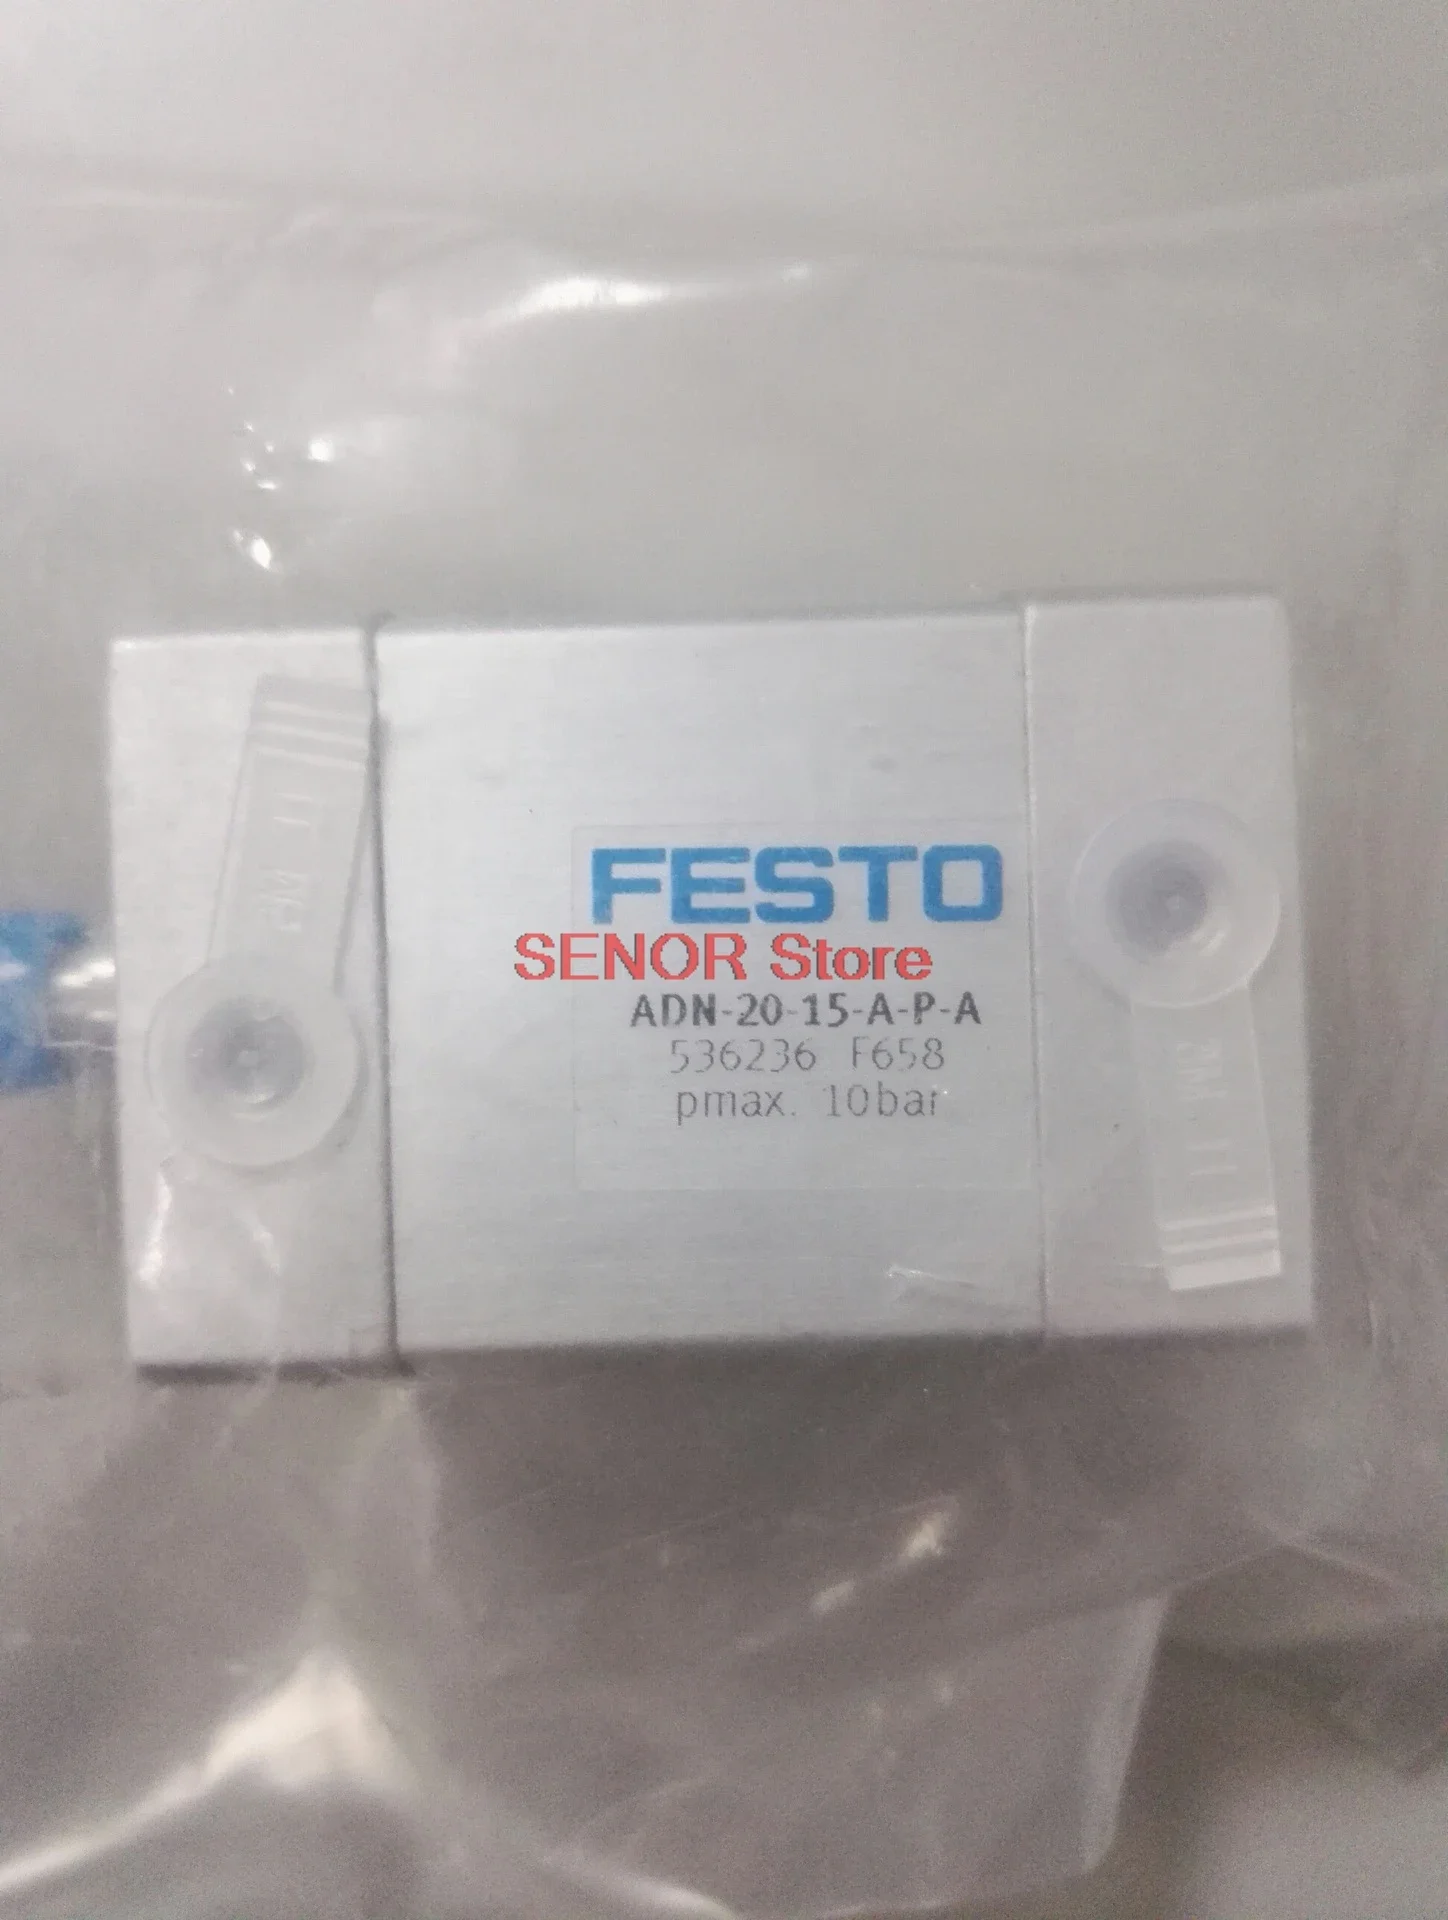 FESTO
SENOR Store
ADN-20-15-A-P-A
536236 F658
pmax. 10bar